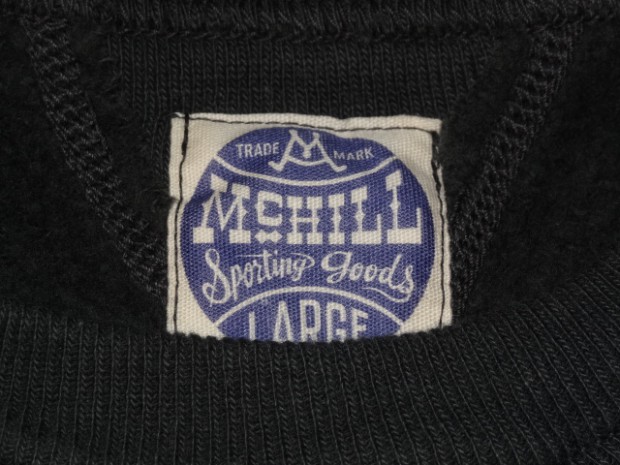 TRADE M MARK
McHILL
Sporting Goods
LARGE